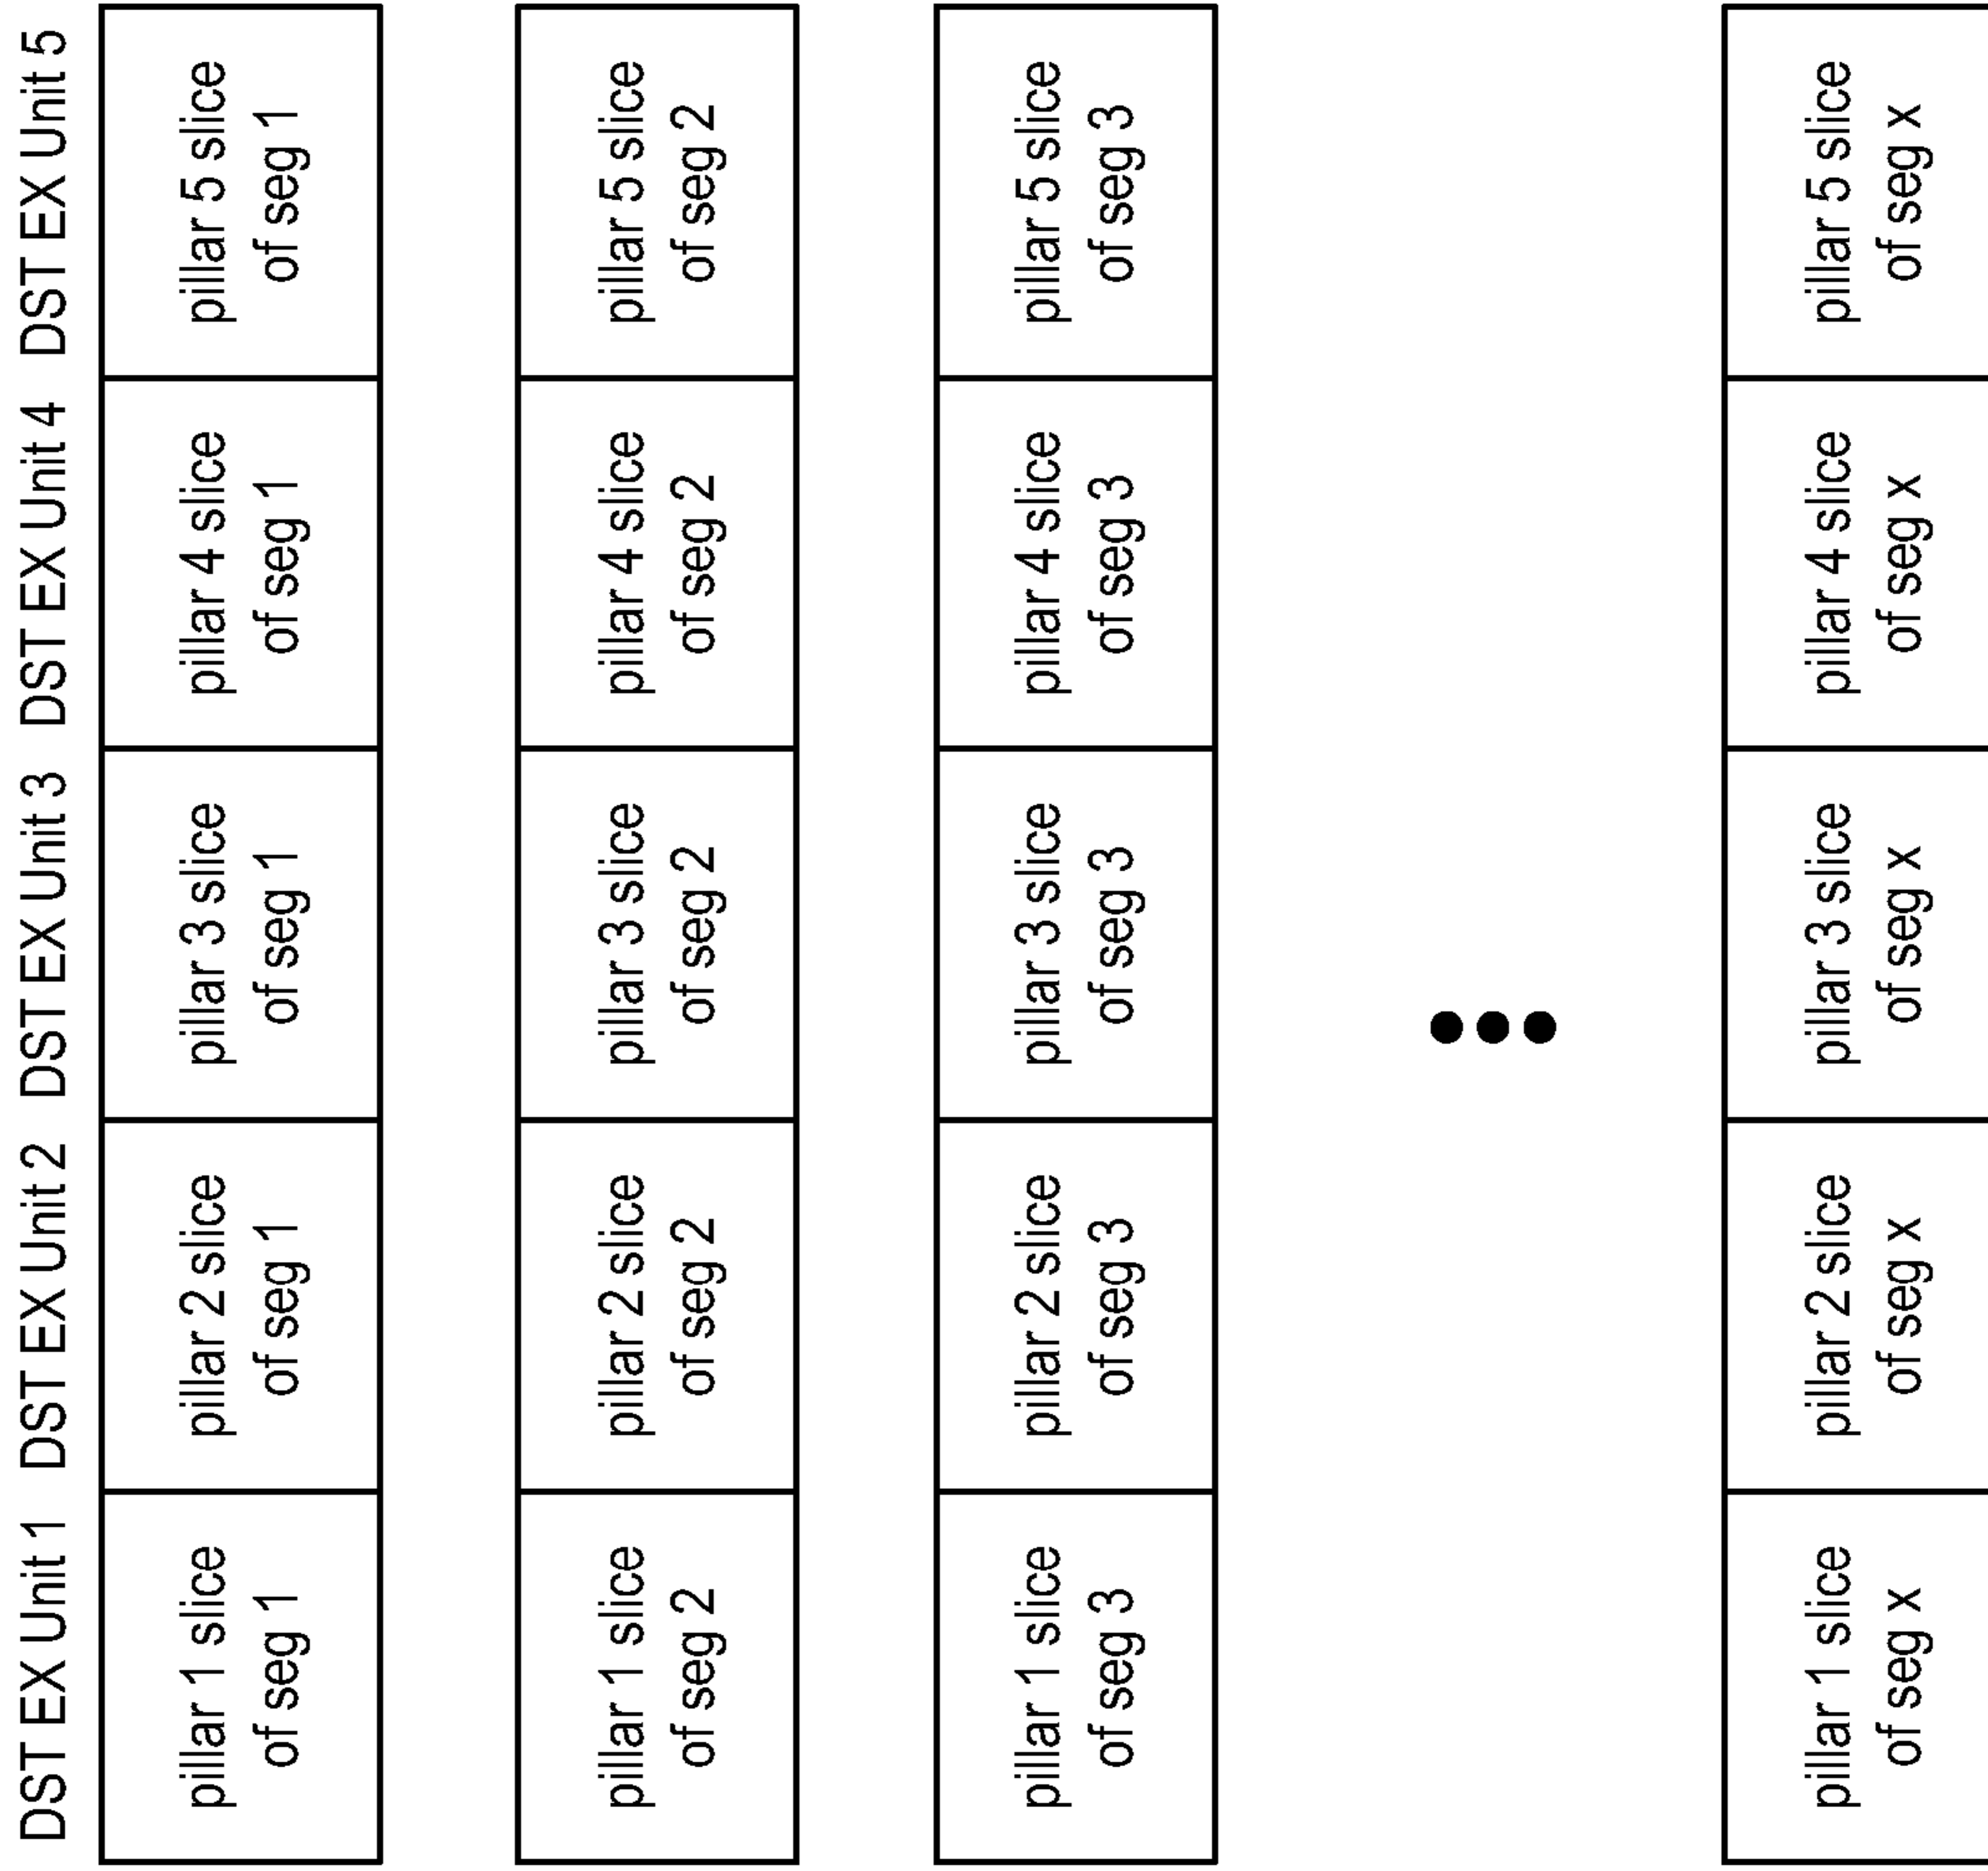 DST EX Unit 1 DST EX Unit 2 DST EX Unit 3 DST EX Unit 4 DST EX Unit 5
pillar 1 slice
of seg 1
pillar 2 slice
of seg 1
pillar 3 slice
of seg 1
pillar 4 slice
of seg 1
pillar 5 slice
of seg 1
pillar 1 slice
of seg 2
pillar 2 slice
of seg 2
pillar 3 slice
of seg 2
pillar 4 slice
of seg 2
pillar 5 slice
of seg 2
pillar 1 slice
of seg 3
pillar 2 slice
of seg 3
pillar 3 slice
of seg 3
pillar 4 slice
of seg 3
pillar 5 slice
of seg 3
pillar 1 slice
of seg x
pillar 2 slice
of seg x
pillar 3 slice
of seg x
pillar 4 slice
of seg x
pillar 5 slice
of seg x